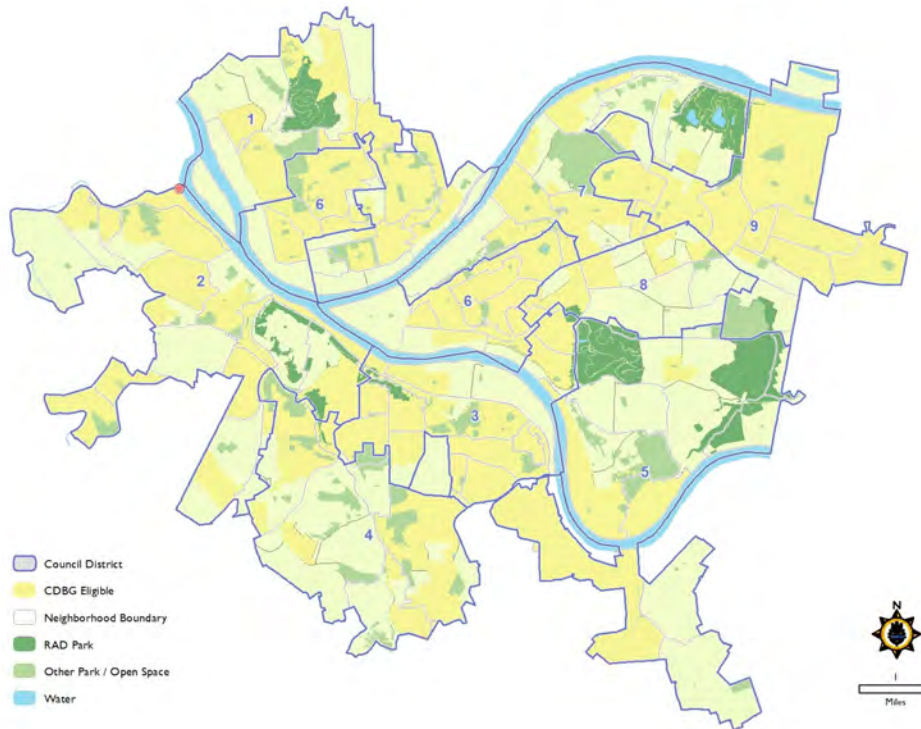 1
7
9
6
8
2
6
3
5
4
Council District
CDBG Eligible
Neighborhood Boundary
RAD Park
Other Park / Open Space
Water
N
1
Miles